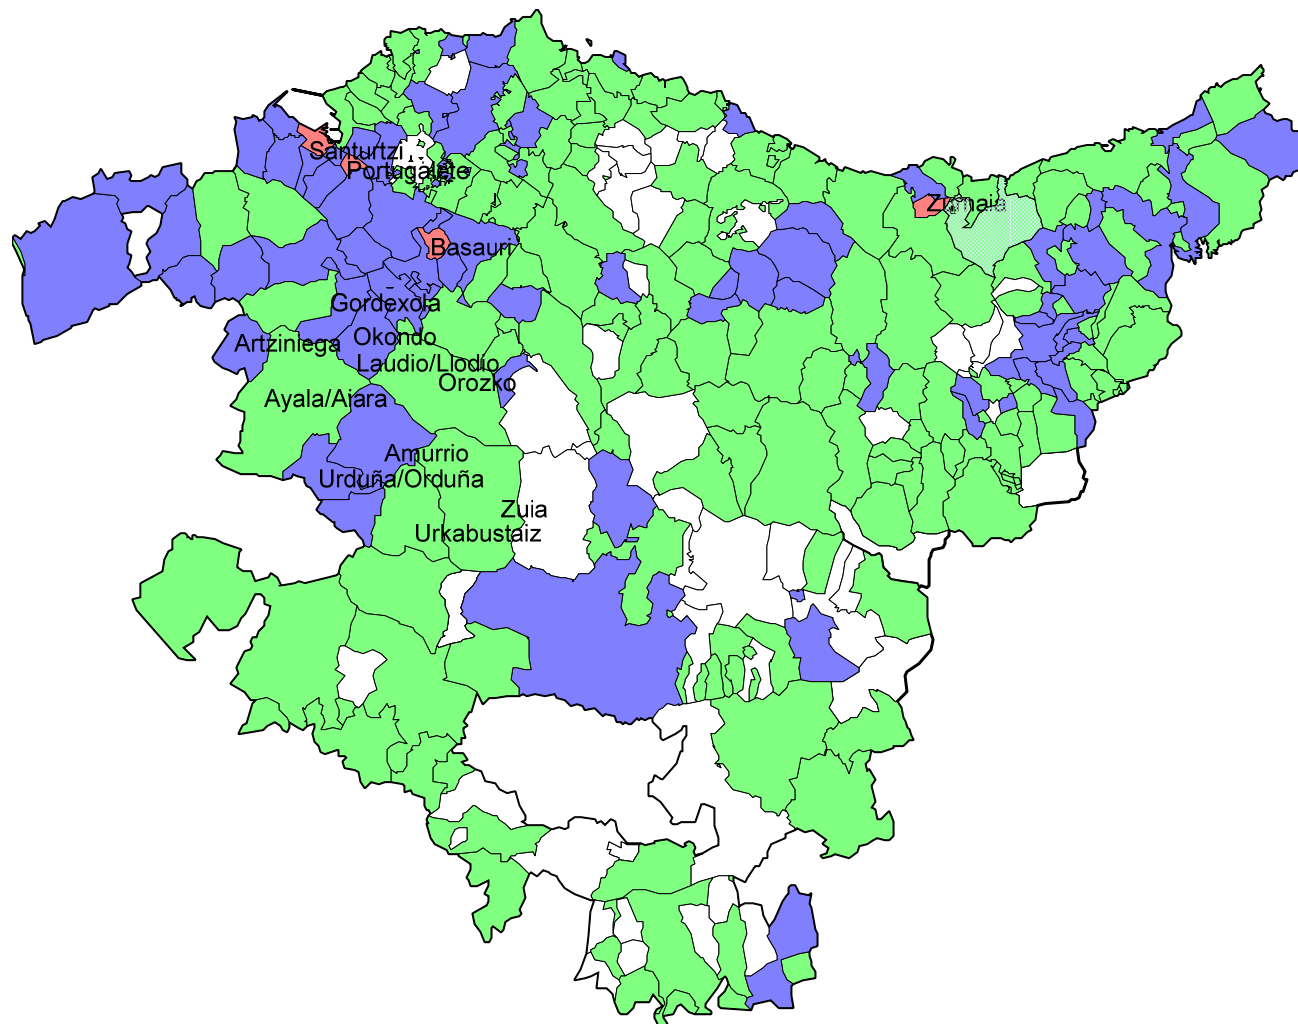 Santurtzi
Portugalete
Zumaia
Basauri
Gordexola
Okondo
Artziniega
Laudio/Llodio
Orozko
Ayala/Aiara
Amurrio
Urduña/Orduña
Zuia
Urkabustaiz